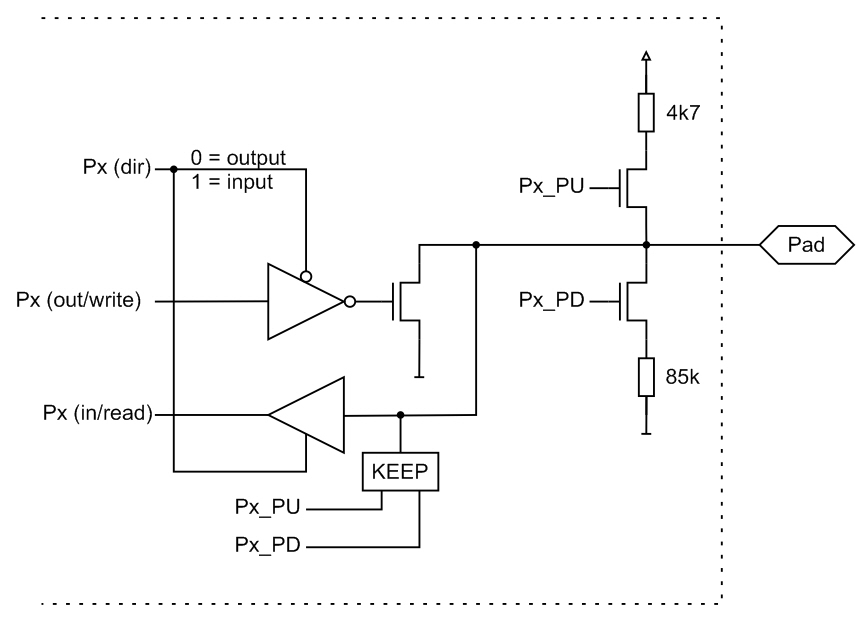 4k7
Px (dir)
0 = output
1 = input
Px_PU
Pad
Px (out/write)
Px_PD
85k
Px (in/read)
KEEP
Px_PU
Px_PD